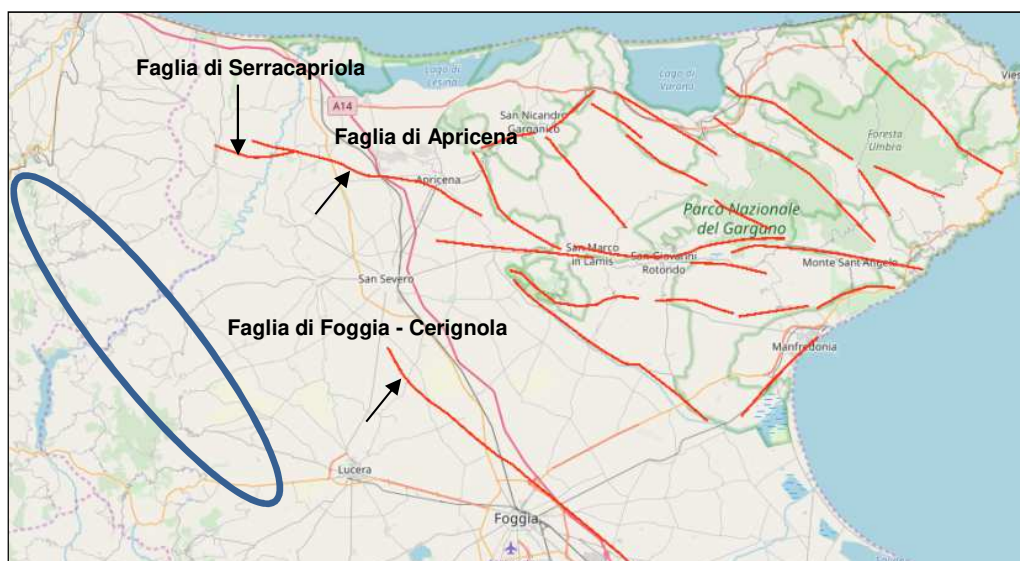 Faglia di Serracapriola
Lago di
Lesina
Lago di
Varano
Vies
A14
San Nicandro
Garganico
Faglia di Apricena
Foresta
Umbra
Apricena
Parco Nazionale
del Gargano
San Marco
in Lamis
San Giovanni
Rotondo
Monte Sant'Angelo
San Severo
Faglia di Foggia - Cerignola
Manfredonia
Lucera
Foggia